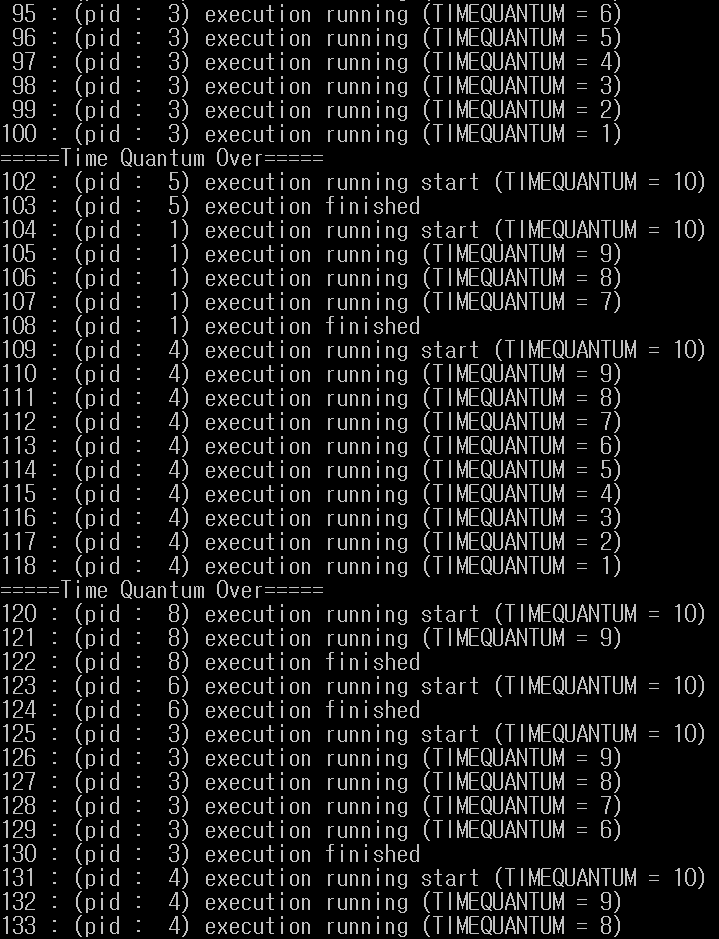 95 : (pid :  3) execution running (TIMEQUANTUM = 6)
96 : (pid :  3) execution running (TIMEQUANTUM = 5)
97 : (pid :  3) execution running (TIMEQUANTUM = 4)
98 : (pid :  3) execution running (TIMEQUANTUM = 3)
99 : (pid :  3) execution running (TIMEQUANTUM = 2)
100 : (pid :  3) execution running (TIMEQUANTUM = 1)
=====Time Quantum Over=====
102 : (pid :  5) execution running start (TIMEQUANTUM = 10)
103 : (pid :  5) execution finished
104 : (pid :  1) execution running start (TIMEQUANTUM = 10)
105 : (pid :  1) execution running (TIMEQUANTUM = 9)
106 : (pid :  1) execution running (TIMEQUANTUM = 8)
107 : (pid :  1) execution running (TIMEQUANTUM = 7)
108 : (pid :  1) execution finished
109 : (pid :  4) execution running start (TIMEQUANTUM = 10)
110 : (pid :  4) execution running (TIMEQUANTUM = 9)
111 : (pid :  4) execution running (TIMEQUANTUM = 8)
112 : (pid :  4) execution running (TIMEQUANTUM = 7)
113 : (pid :  4) execution running (TIMEQUANTUM = 6)
114 : (pid :  4) execution running (TIMEQUANTUM = 5)
115 : (pid :  4) execution running (TIMEQUANTUM = 4)
116 : (pid :  4) execution running (TIMEQUANTUM = 3)
117 : (pid :  4) execution running (TIMEQUANTUM = 2)
118 : (pid :  4) execution running (TIMEQUANTUM = 1)
=====Time Quantum Over=====
120 : (pid :  8) execution running start (TIMEQUANTUM = 10)
121 : (pid :  8) execution running (TIMEQUANTUM = 9)
122 : (pid :  8) execution finished
123 : (pid :  6) execution running start (TIMEQUANTUM = 10)
124 : (pid :  6) execution finished
125 : (pid :  3) execution running start (TIMEQUANTUM = 10)
126 : (pid :  3) execution running (TIMEQUANTUM = 9)
127 : (pid :  3) execution running (TIMEQUANTUM = 8)
128 : (pid :  3) execution running (TIMEQUANTUM = 7)
129 : (pid :  3) execution running (TIMEQUANTUM = 6)
130 : (pid :  3) execution finished
131 : (pid :  4) execution running start (TIMEQUANTUM = 10)
132 : (pid :  4) execution running (TIMEQUANTUM = 9)
133 : (pid :  4) execution running (TIMEQUANTUM = 8)